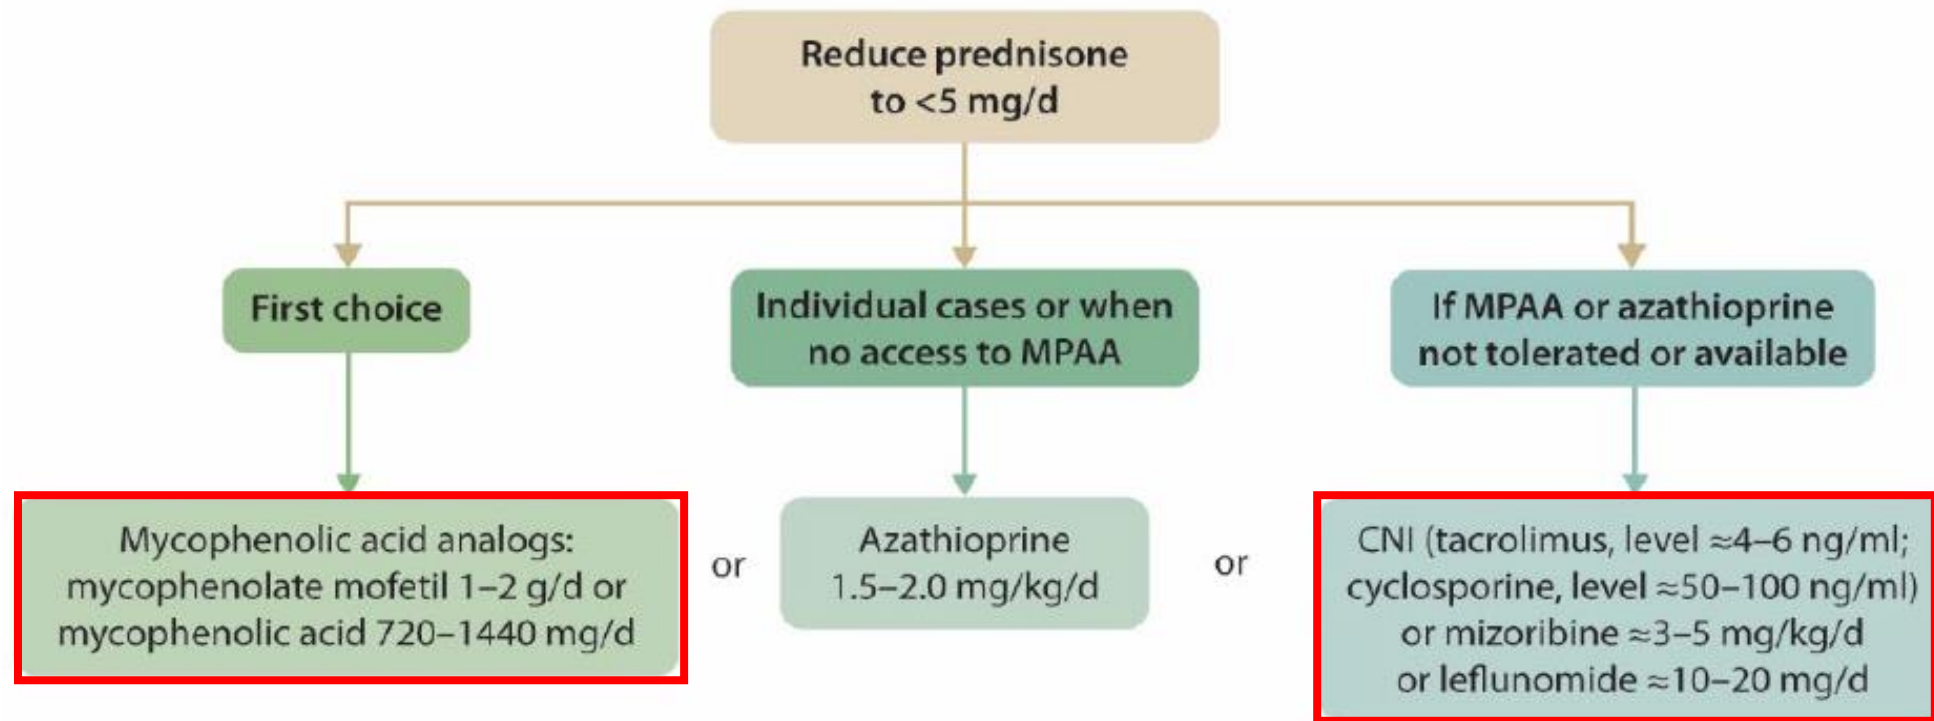 Reduce prednisone
to <5 mg/d
First choice
Individual cases or when
no access to MPAA
If MPAA or azathioprine
not tolerated or available
Mycophenolic acid analogs:
mycophenolate mofetil 1–2 g/d or
mycophenolic acid 720–1440 mg/d
or
Azathioprine
1.5–2.0 mg/kg/d
or
CNI (tacrolimus, level ≈4–6 ng/ml;
cyclosporine, level ≈50–100 ng/ml)
or mizoribine ≈3–5 mg/kg/d
or leflunomide ≈10–20 mg/d